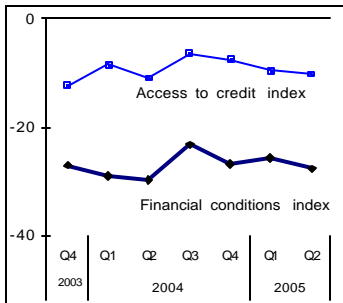 0
Access to credit index
-20
Financial conditions index
-40
Q4 Q1 Q2 Q3 Q4 Q1 Q2
2003 2004 2005